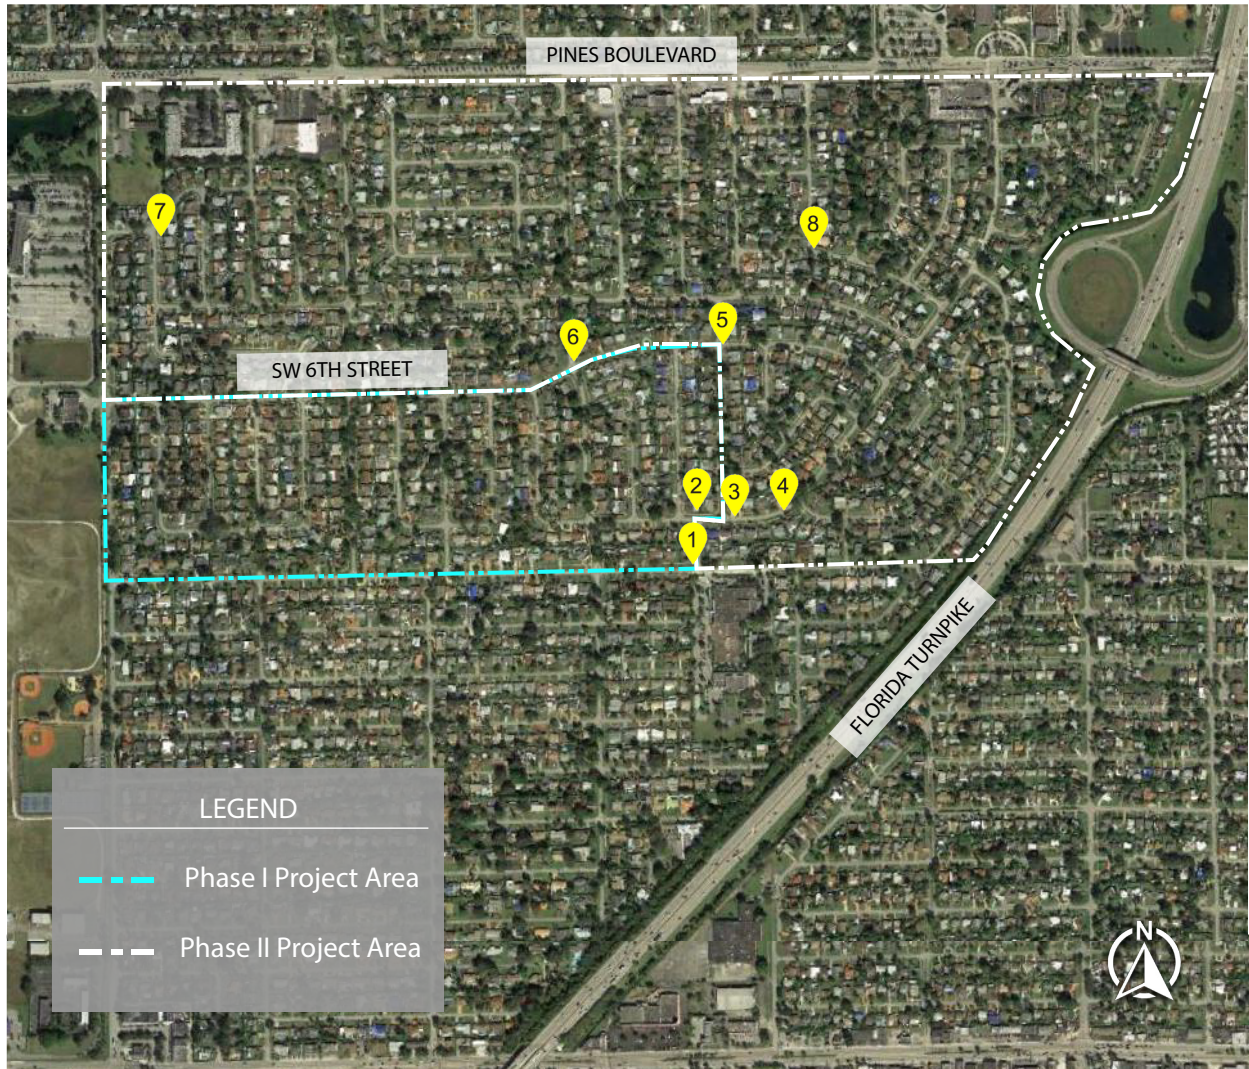 PINES BOULEVARD
7
8
5
6
SW 6TH STREET
2
3
4
1
FLORIDA TURNPIKE
LEGEND
Phase I Project Area
Phase II Project Area
N